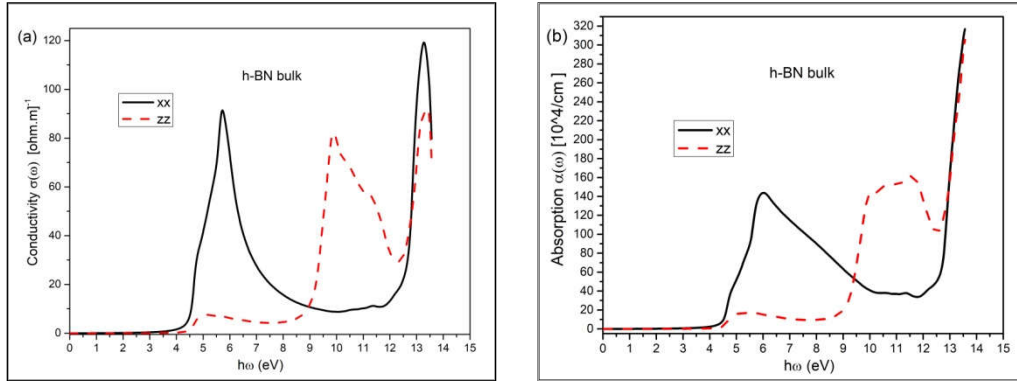 (a)
h-BN bulk
xx
zz
Conductivity σ(ω) [ohm.m]⁻¹
120
100
80
60
40
20
0
0 1 2 3 4 5 6 7 8 9 10 11 12 13 14 15
hω (eV)
(b)
h-BN bulk
xx
zz
Absorption α(ω) [10^4/cm]
320
300
280
260
240
220
200
180
160
140
120
100
80
60
40
20
0
0 1 2 3 4 5 6 7 8 9 10 11 12 13 14 15
hω (eV)